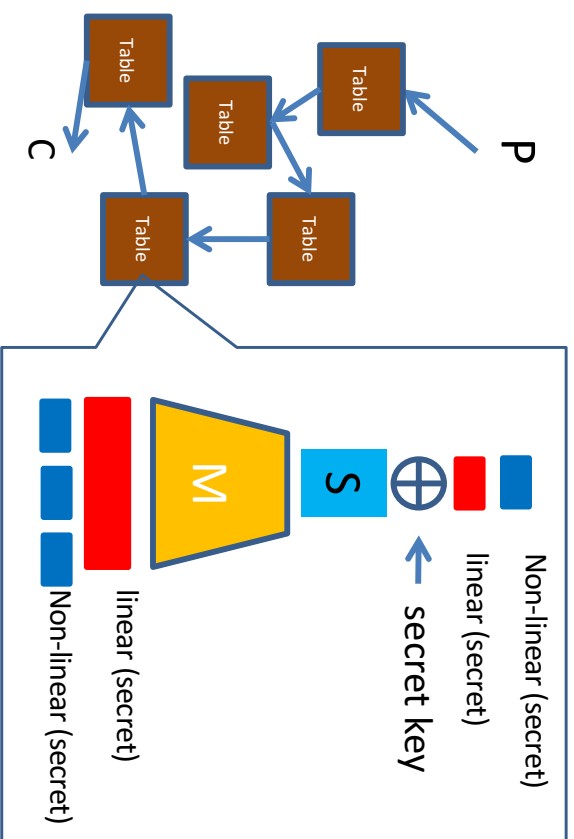 P
Table
Table
Table
Table
Table
C
Non-linear (secret)
linear (secret)
secret key
S
M
linear (secret)
Non-linear (secret)